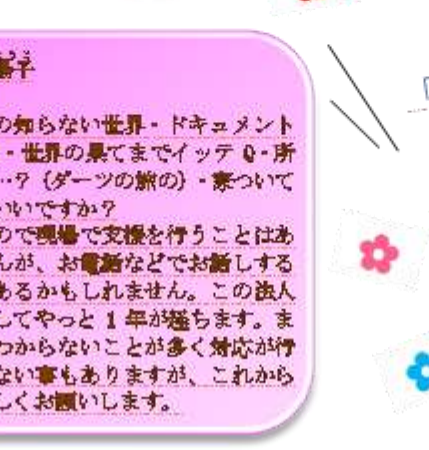 の知らない世界・ドキュメント
・世界の果てまでイッテQ・所
…？（ダーツの旅の）・家ついて
いいですか？
ので現場で支援を行うことはあ
んが、お電話などでお話しする
あるかもしれません。この法人
してやっと1年が経ちます。ま
つからないことが多く対応が行
ない事もありますが、これから
しくお願いします。